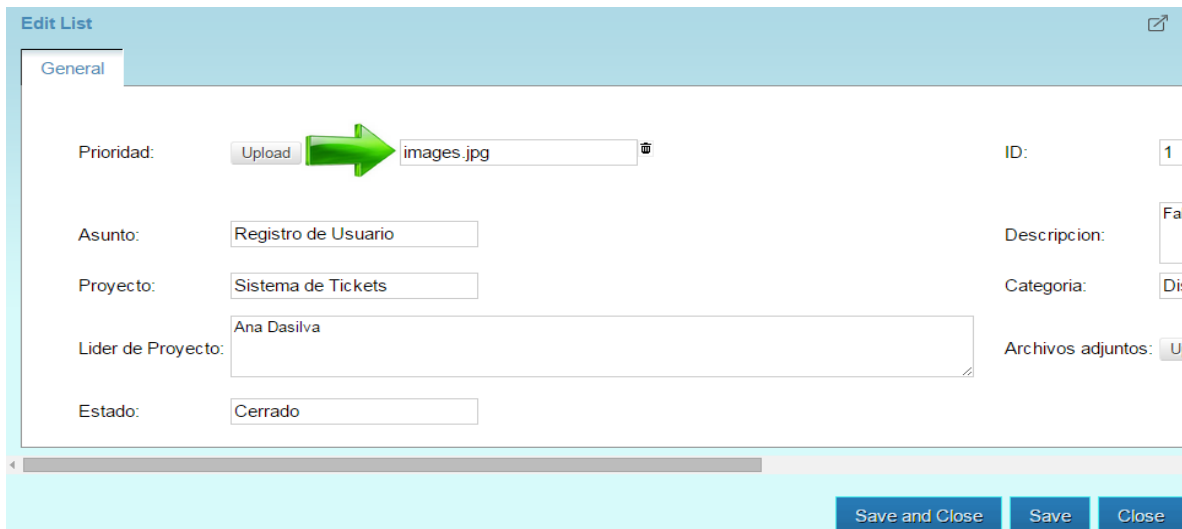 Edit List
General
Prioridad: Upload images.jpg ID: 1
Asunto: Registro de Usuario Descripcion:
Proyecto: Sistema de Tickets Categoria:
Lider de Proyecto: Ana Dasilva Archivos adjuntos:
Estado: Cerrado
Save and Close Save Close